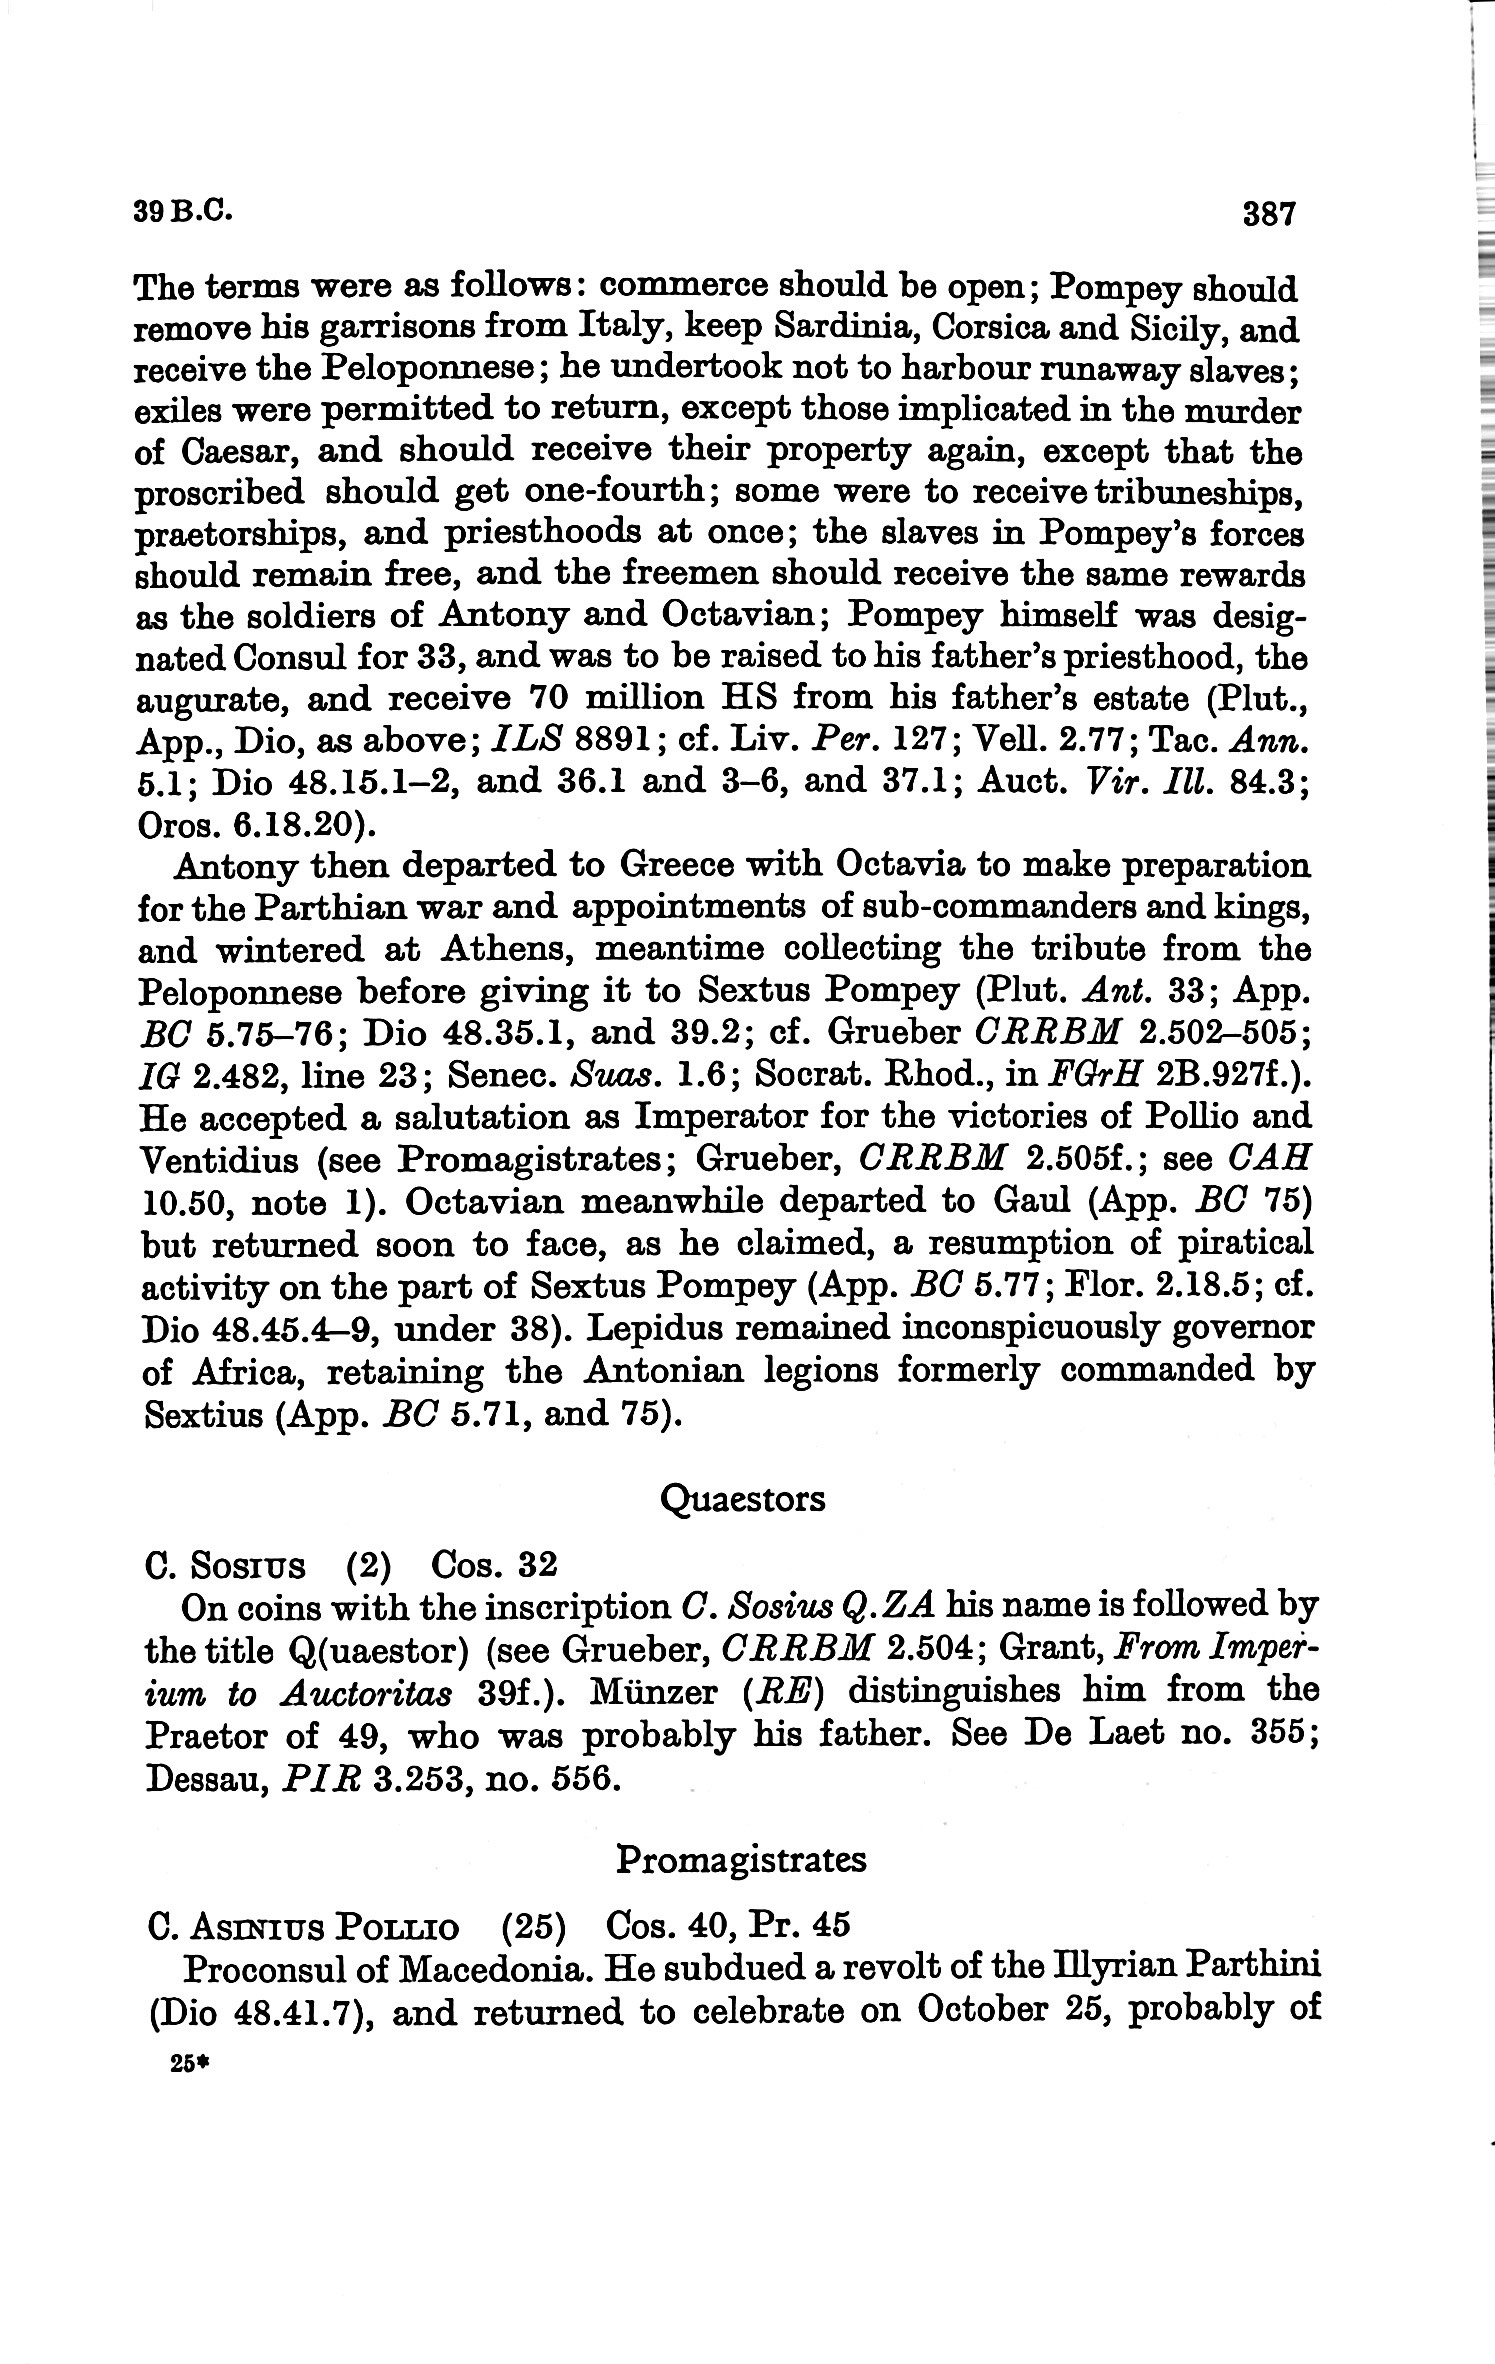 39 B.C. 387
The terms were as follows: commerce should be open; Pompey should
remove his garrisons from Italy, keep Sardinia, Corsica and Sicily, and
receive the Peloponnese; he undertook not to harbour runaway slaves;
exiles were permitted to return, except those implicated in the murder
of Caesar, and should receive their property again, except that the
proscribed should get one-fourth; some were to receive tribuneships,
praetorships, and priesthoods at once; the slaves in Pompey's forces
should remain free, and the freemen should receive the same rewards
as the soldiers of Antony and Octavian; Pompey himself was desig-
nated Consul for 33, and was to be raised to his father's priesthood, the
augurate, and receive 70 million HS from his father's estate (Plut.,
App., Dio, as above; ILS 8891; cf. Liv. Per. 127; Vell. 2.77; Tac. Ann.
5.1; Dio 48.15.1–2, and 36.1 and 3–6, and 37.1; Auct. Vir. Ill. 84.3;
Oros. 6.18.20).
Antony then departed to Greece with Octavia to make preparation
for the Parthian war and appointments of sub-commanders and kings,
and wintered at Athens, meantime collecting the tribute from the
Peloponnese before giving it to Sextus Pompey (Plut. Ant. 33; App.
BC 5.75–76; Dio 48.35.1, and 39.2; cf. Grueber CRRBM 2.502–505;
IG 2.482, line 23; Senec. Suas. 1.6; Socrat. Rhod., in FGrH 2B.927f.).
He accepted a salutation as Imperator for the victories of Pollio and
Ventidius (see Promagistrates; Grueber, CRRBM 2.505f.; see CAH
10.50, note 1). Octavian meanwhile departed to Gaul (App. BC 75)
but returned soon to face, as he claimed, a resumption of piratical
activity on the part of Sextus Pompey (App. BC 5.77; Flor. 2.18.5; cf.
Dio 48.45.4–9, under 38). Lepidus remained inconspicuously governor
of Africa, retaining the Antonian legions formerly commanded by
Sextius (App. BC 5.71, and 75).
Quaestors
C. Sosius (2) Cos. 32
On coins with the inscription C. Sosius Q.ZA his name is followed by
the title Q(uaestor) (see Grueber, CRRBM 2.504; Grant, From Imper-
ium to Auctoritas 39f.). Münzer (RE) distinguishes him from the
Praetor of 49, who was probably his father. See De Laet no. 355;
Dessau, PIR 3.253, no. 556.
Promagistrates
C. Asinius Pollio (25) Cos. 40, Pr. 45
Proconsul of Macedonia. He subdued a revolt of the Illyrian Parthini
(Dio 48.41.7), and returned to celebrate on October 25, probably of
25*